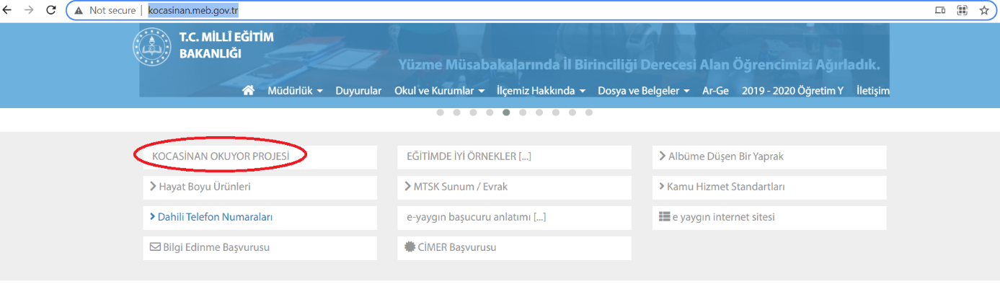 Not secure | kocasinan.meb.gov.tr
T.C. MİLLÎ EĞİTİM
BAKANLIĞI
Yüzme Müsabakalarında İl Birinciliği Derecesi Alan Öğrencimizi Ağırladık.
Müdürlük Duyurular Okul ve Kurumlar İlçemiz Hakkında Dosya ve Belgeler Ar-Ge 2019 - 2020 Öğretim Y İletişim
KOCASİNAN OKUYOR PROJESİ
EĞİTİMDE İYİ ÖRNEKLER [...]
Albüme Düşen Bir Yaprak
Hayat Boyu Ürünleri
MTSK Sunum / Evrak
Kamu Hizmet Standartları
Dahili Telefon Numaraları
e-yaygın başucuru anlatımı [...]
e yaygın internet sitesi
Bilgi Edinme Başvurusu
CİMER Başvurusu